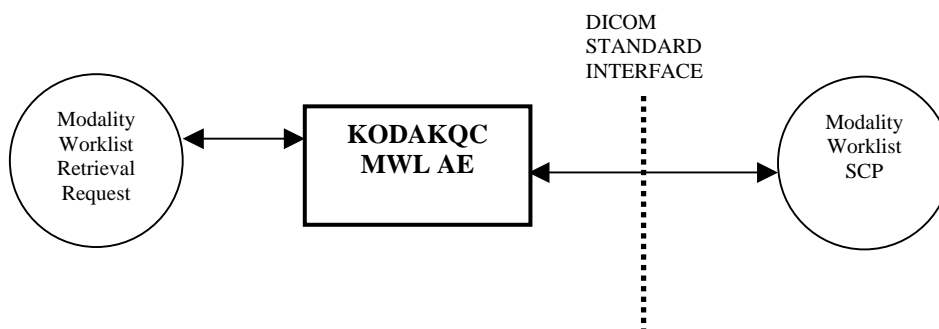 DICOM
STANDARD
INTERFACE
Modality
Worklist
Retrieval
Request
KODAKQC
MWL AE
Modality
Worklist
SCP